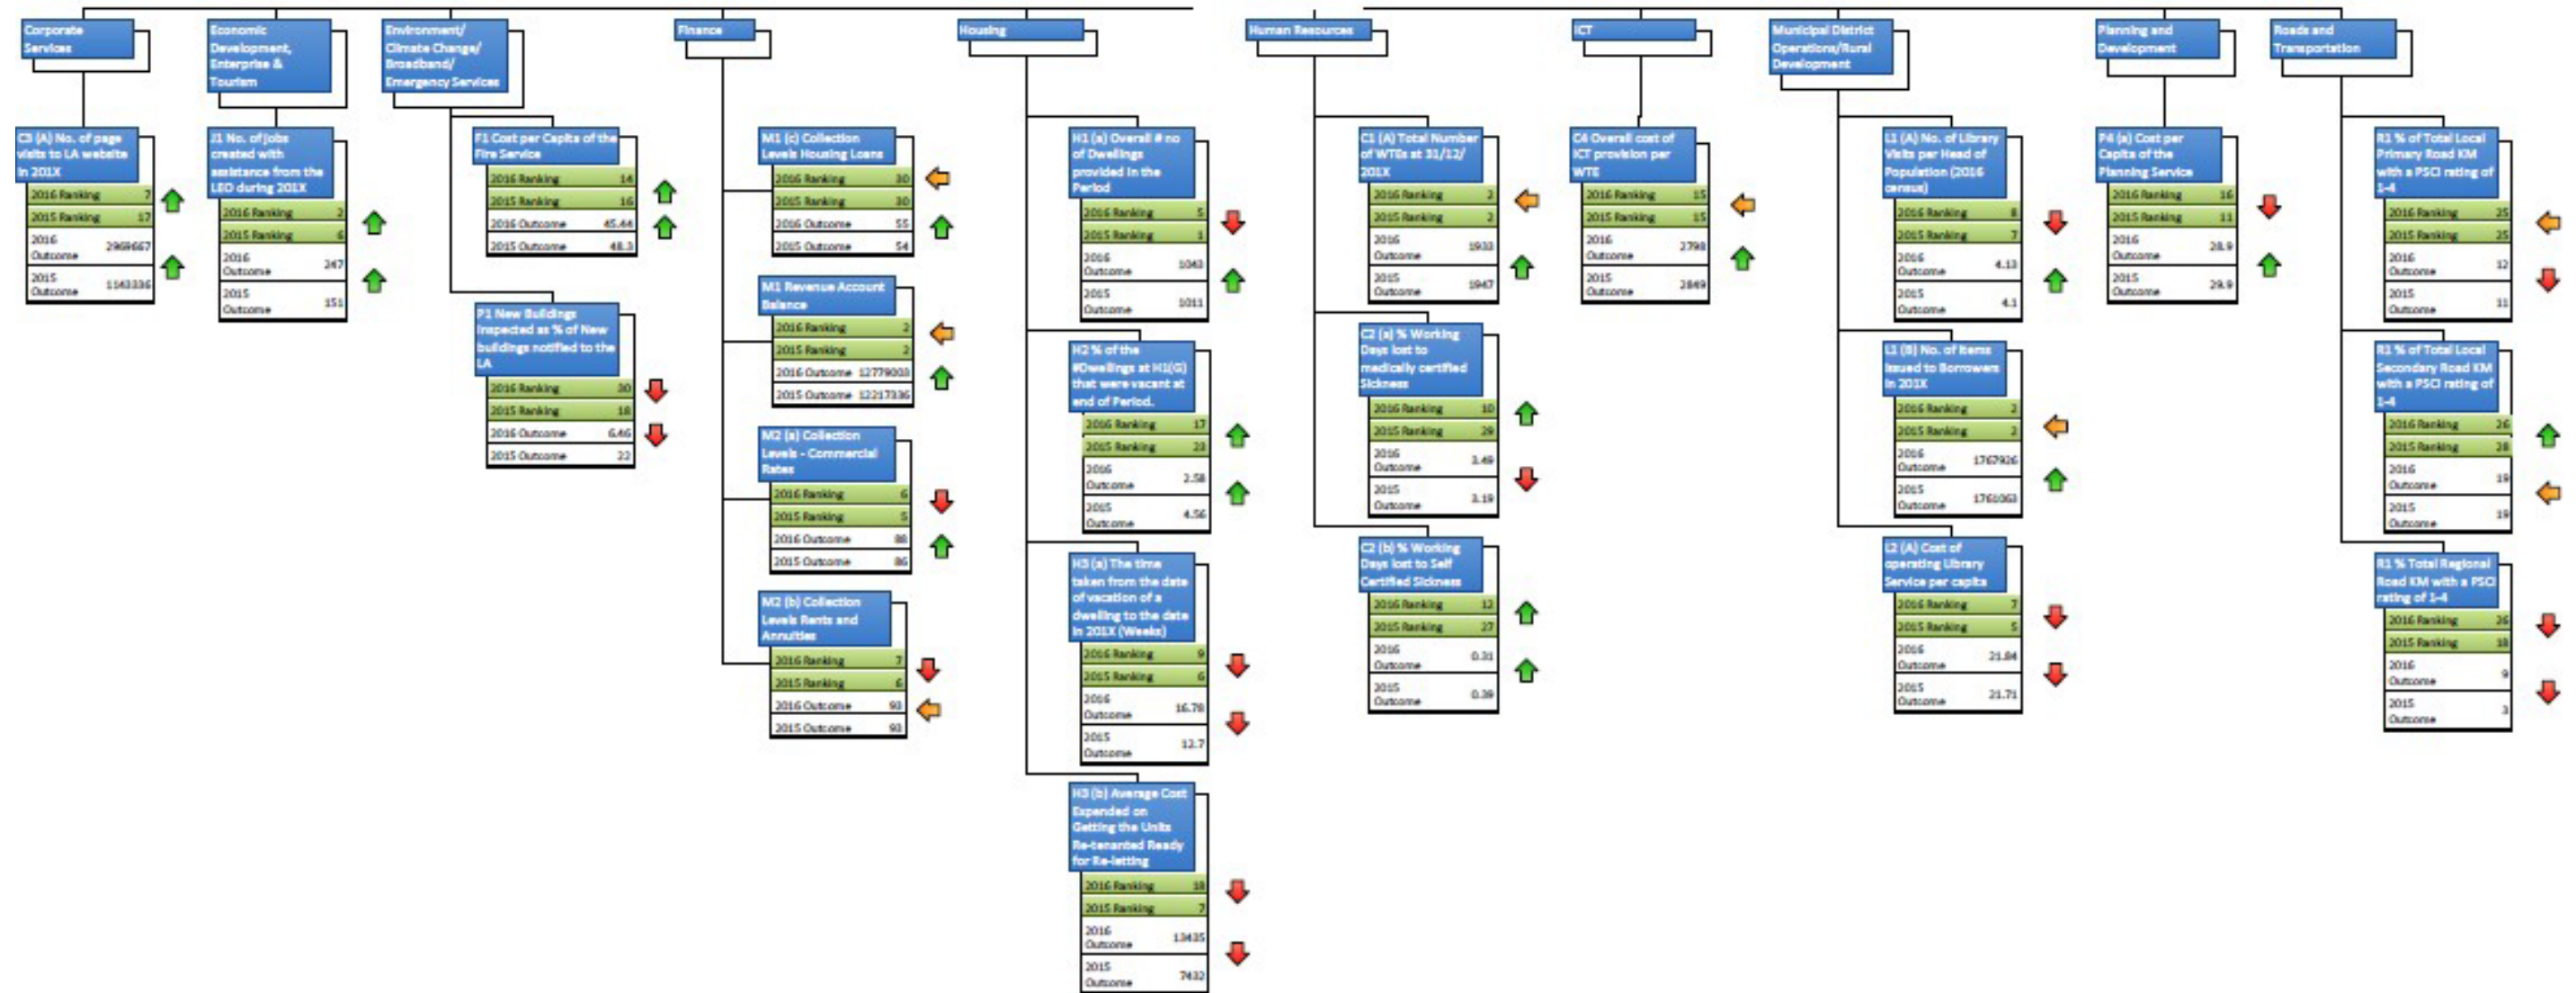 Corporate
Services
Economic
Development,
Enterprise &
Tourism
Environment/
Climate Change/
Broadband/
Emergency Services
Finance
Housing
Human Resources
ICT
Municipal District
Operations/Rural
Development
Planning and
Development
Roads and
Transportation
C3 (A) No. of page
visits to LA website
in 201X
2016 Ranking 7
2015 Ranking 17
2016
Outcome 2969667
2015
Outcome 1143336
J1 No. of jobs
created with
assistance from the
LEO during 201X
2016 Ranking 2
2015 Ranking 6
2016
Outcome 247
2015
Outcome 151
F1 Cost per Capita of the
Fire Service
2016 Ranking 14
2015 Ranking 16
2016 Outcome 45.44
2015 Outcome 48.3
P1 New Buildings
Inspected as % of New
buildings notified to the
LA
2016 Ranking 30
2015 Ranking 18
2016 Outcome 6.46
2015 Outcome 22
M1 (c) Collection
Levels Housing Loans
2016 Ranking 30
2015 Ranking 30
2016 Outcome 55
2015 Outcome 54
M1 Revenue Account
Balance
2016 Ranking 2
2015 Ranking 2
2016 Outcome 12779003
2015 Outcome 12217336
M2 (a) Collection
Levels - Commercial
Rates
2016 Ranking 6
2015 Ranking 5
2016 Outcome 88
2015 Outcome 86
M2 (b) Collection
Levels Rents and
Annuities
2016 Ranking 7
2015 Ranking 6
2016 Outcome 93
2015 Outcome 93
H1 (a) Overall # no
of Dwellings
provided in the
Period
2016 Ranking 5
2015 Ranking 1
2016
Outcome 1043
2015
Outcome 1011
H2 % of the
#Dwellings at H1(G)
that were vacant at
end of Period.
2016 Ranking 17
2015 Ranking 23
2016
Outcome 2.58
2015
Outcome 4.56
H3 (a) The time
taken from the date
of vacation of a
dwelling to the date
in 201X (Weeks)
2016 Ranking 9
2015 Ranking 6
2016
Outcome 16.78
2015
Outcome 12.7
H3 (b) Average Cost
Expended on
Getting the Units
Re-tenanted Ready
for Re-letting
2016 Ranking 18
2015 Ranking 7
2016
Outcome 13435
2015
Outcome 7432
C1 (A) Total Number
of WTEs at 31/12/
201X
2016 Ranking 2
2015 Ranking 2
2016
Outcome 1933
2015
Outcome 1947
C2 (a) % Working
Days lost to
medically certified
Sickness
2016 Ranking 10
2015 Ranking 29
2016
Outcome 3.49
2015
Outcome 3.19
C2 (b) % Working
Days lost to Self
Certified Sickness
2016 Ranking 12
2015 Ranking 27
2016
Outcome 0.31
2015
Outcome 0.39
C4 Overall cost of
ICT provision per
WTE
2016 Ranking 15
2015 Ranking 15
2016
Outcome 2798
2015
Outcome 2849
L1 (A) No. of Library
Visits per Head of
Population (2016
census)
2016 Ranking 8
2015 Ranking 7
2016
Outcome 4.13
2015
Outcome 4.1
L1 (B) No. of Items
Issued to Borrowers
in 201X
2016 Ranking 2
2015 Ranking 2
2016
Outcome 1767926
2015
Outcome 1761063
L2 (A) Cost of
operating Library
Service per capita
2016 Ranking 7
2015 Ranking 5
2016
Outcome 21.84
2015
Outcome 21.71
P4 (a) Cost per
Capita of the
Planning Service
2016 Ranking 16
2015 Ranking 11
2016
Outcome 28.9
2015
Outcome 29.9
R1 % of Total Local
Primary Road KM
with a PSCI rating of
1-4
2016 Ranking 25
2015 Ranking 25
2016
Outcome 12
2015
Outcome 11
R1 % of Total Local
Secondary Road KM
with a PSCI rating of
1-4
2016 Ranking 26
2015 Ranking 28
2016
Outcome 19
2015
Outcome 19
R1 % Total Regional
Road KM with a PSCI
rating of 1-4
2016 Ranking 26
2015 Ranking 18
2016
Outcome 9
2015
Outcome 3